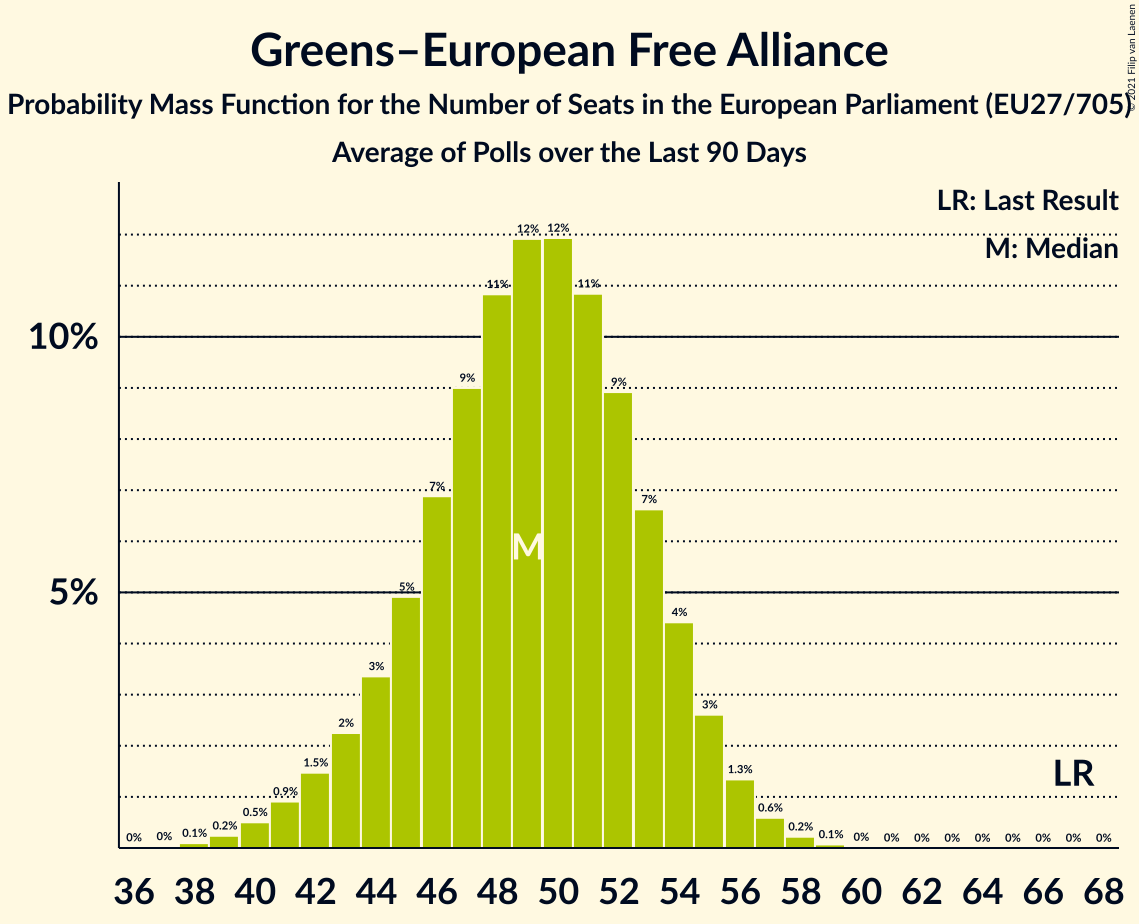 Greens–European Free Alliance
Probability Mass Function for the Number of Seats in the European Parliament (EU27/705)
Average of Polls over the Last 90 Days
© 2021 Filip van Laenen
LR: Last Result
M: Median
10%
5%
0% 0% 0.1% 0.2% 0.5% 0.9% 1.5% 2% 3% 5% 7% 9% 11% 12% 12% 11% 9% 7% 4% 3% 1.3% 0.6% 0.2% 0.1% 0% 0% 0% 0% 0% 0% 0% 0% 0%
M
LR
36 38 40 42 44 46 48 50 52 54 56 58 60 62 64 66 68